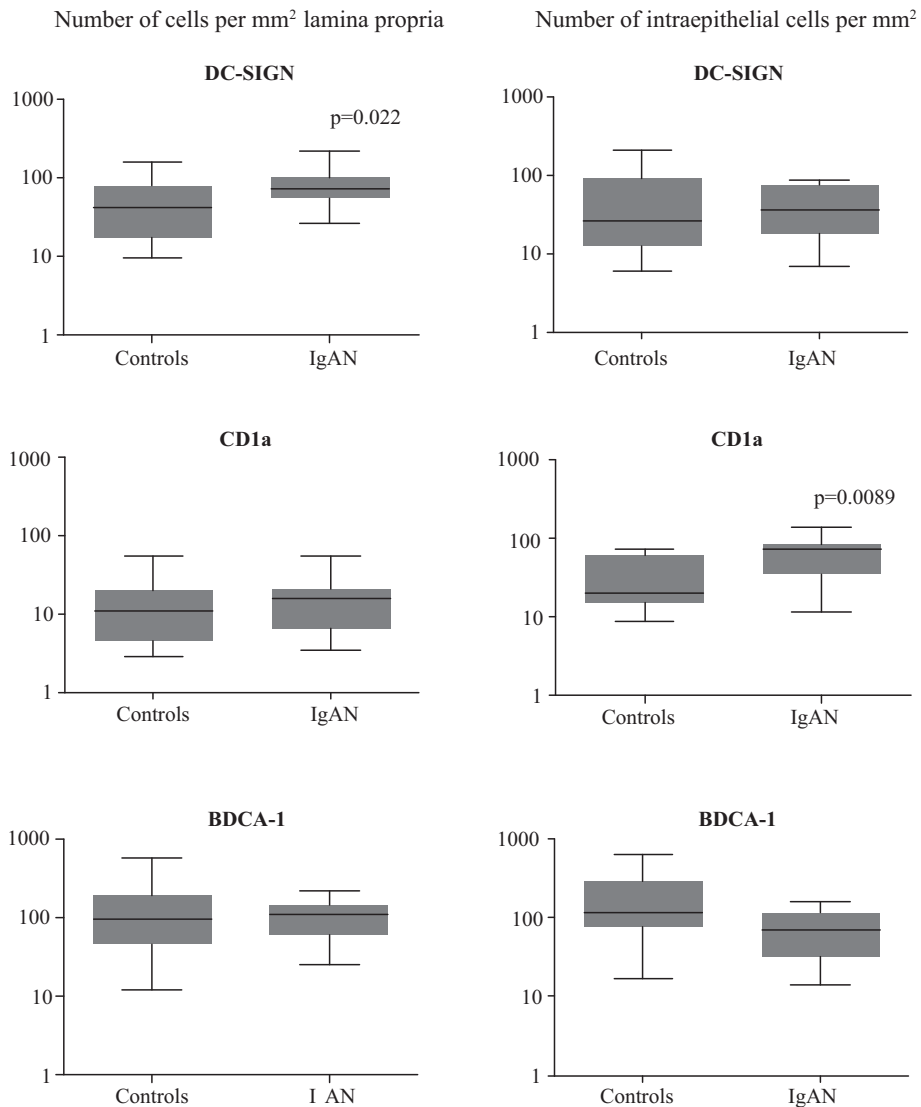 Number of cells per mm² lamina propria
Number of intraepithelial cells per mm²
DC-SIGN
1000
100
10
1
p=0.022
Controls IgAN
DC-SIGN
1000
100
10
1
Controls IgAN
CD1a
1000
100
10
1
Controls IgAN
CD1a
1000
100
10
1
p=0.0089
Controls IgAN
BDCA-1
1000
100
10
1
Controls I AN
BDCA-1
1000
100
10
1
Controls IgAN